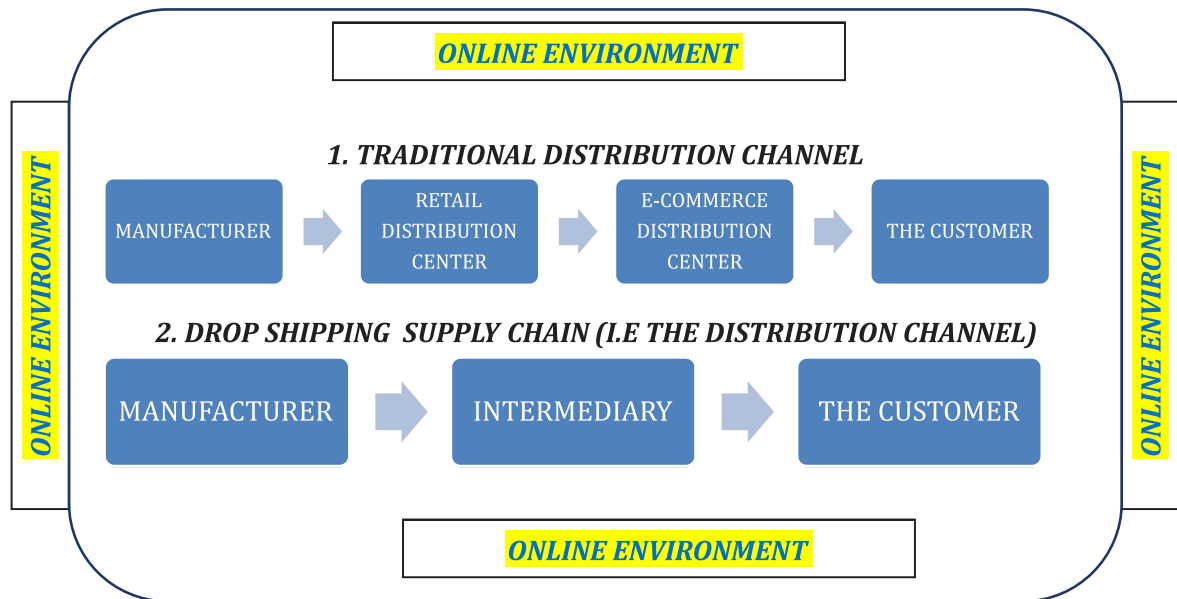 ONLINE ENVIRONMENT
ONLINE ENVIRONMENT
ONLINE ENVIRONMENT
1. TRADITIONAL DISTRIBUTION CHANNEL
MANUFACTURER
RETAIL
DISTRIBUTION
CENTER
E-COMMERCE
DISTRIBUTION
CENTER
THE CUSTOMER
2. DROP SHIPPING SUPPLY CHAIN (I.E THE DISTRIBUTION CHANNEL)
MANUFACTURER
INTERMEDIARY
THE CUSTOMER
ONLINE ENVIRONMENT